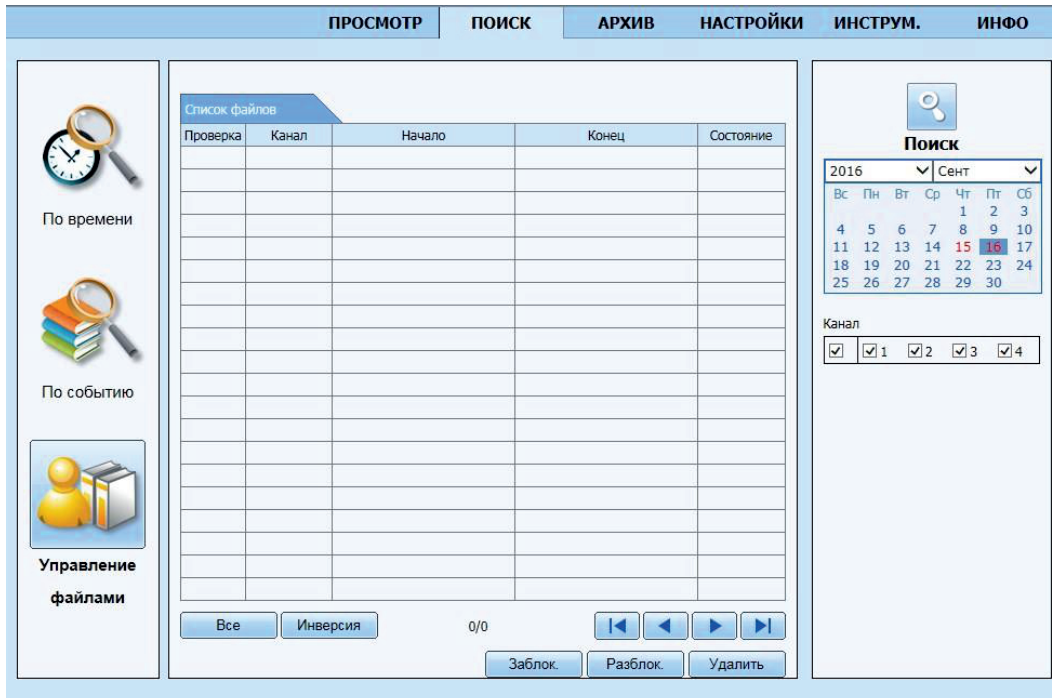 ПРОСМОТР ПОИСК АРХИВ НАСТРОЙКИ ИНСТРУМ. ИНФО
По времени
По событию
Управление
файлами
Список файлов
Проверка Канал Начало Конец Состояние
Все Инверсия 0/0
Заблок. Разблок. Удалить
Поиск
2016 Сент
Вс Пн Вт Ср Чт Пт Сб
1 2 3
4 5 6 7 8 9 10
11 12 13 14 15 16 17
18 19 20 21 22 23 24
25 26 27 28 29 30
Канал
1 2 3 4